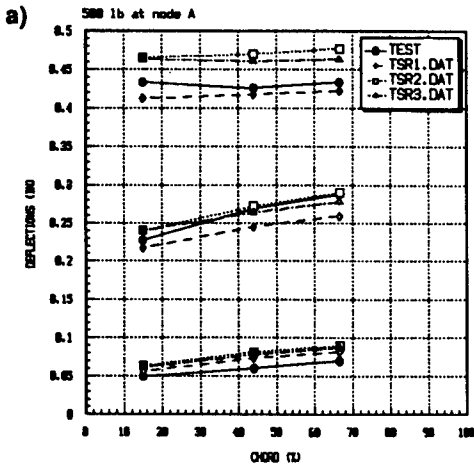 a)
500 lb at node A
0.5
0.45
0.4
0.35
0.3
0.25
0.2
0.15
0.1
0.05
0
DEFLECTIONS (IN)
TEST
TSR1.DAT
TSR2.DAT
TSR3.DAT
0 10 20 30 40 50 60 70 80 90 100
CHORD (%)